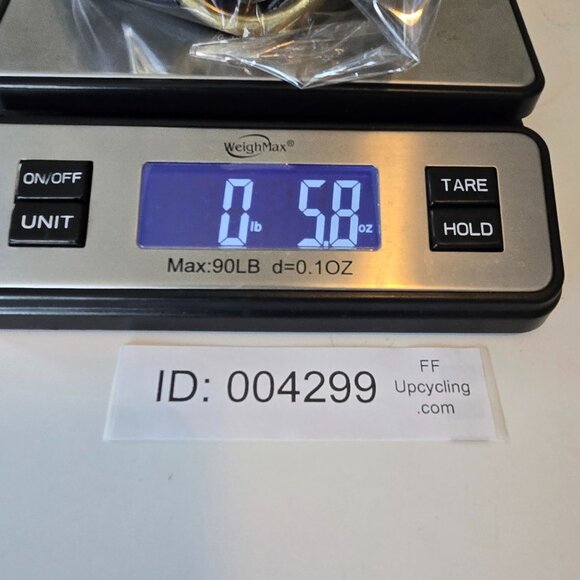 WeighMax®
ON/OFF
UNIT
0 lb 5.8 oz
TARE
HOLD
Max:90LB d=0.1OZ
ID: 004299
FF
Upcycling
.com